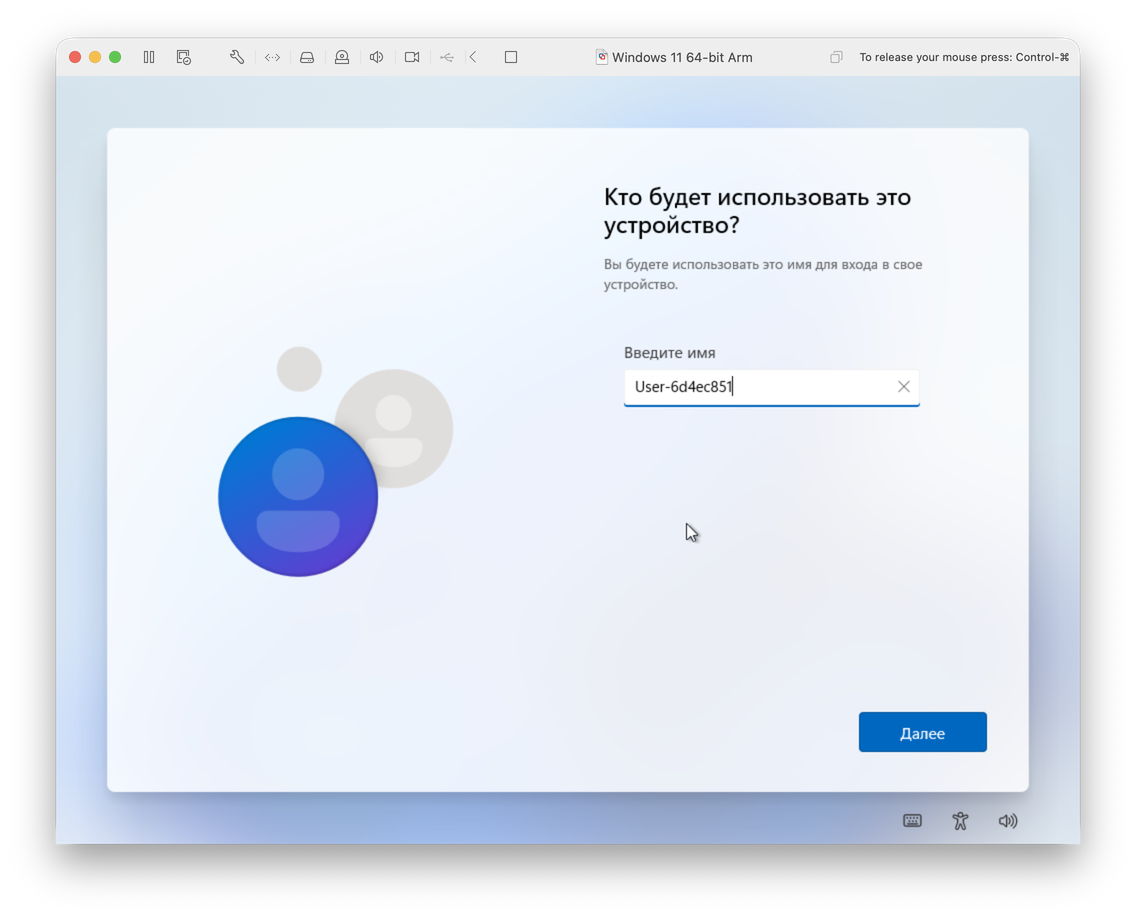 Windows 11 64-bit Arm
To release your mouse press: Control-⌘
Кто будет использовать это
устройство?
Вы будете использовать это имя для входа в свое
устройство.
Введите имя
User-6d4ec851
Далее